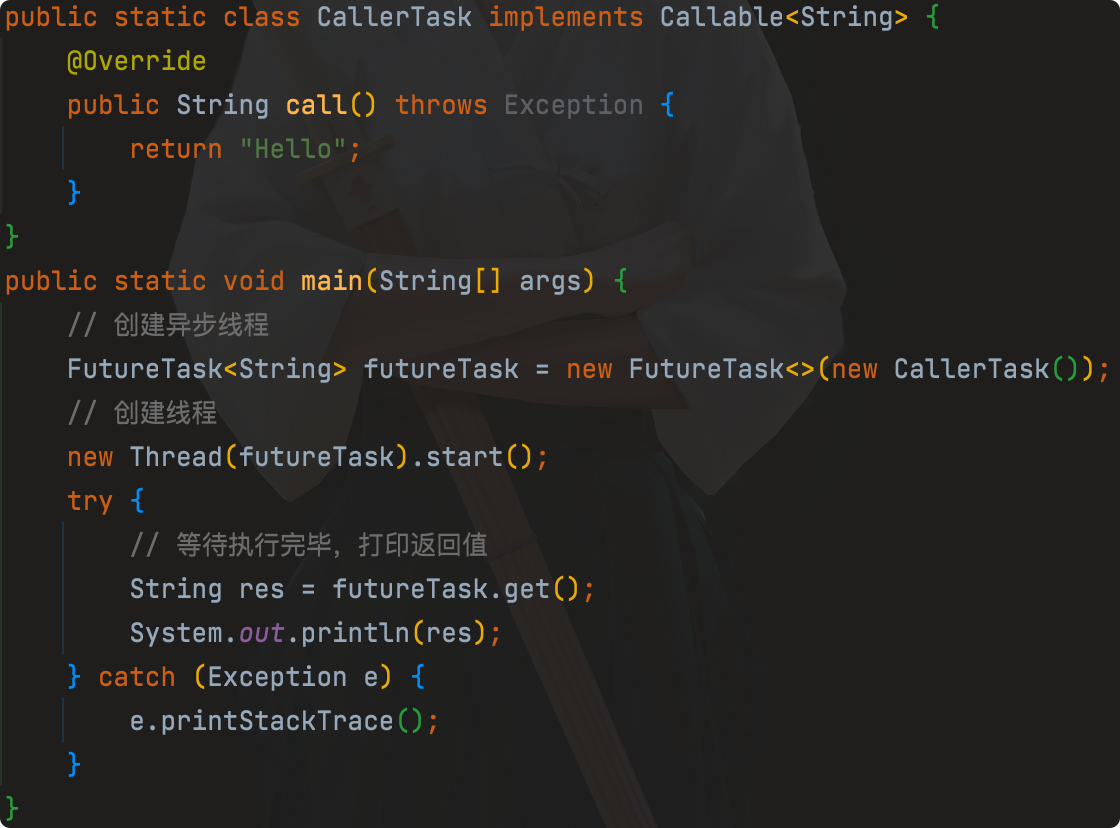 public static class CallerTask implements Callable<String> {
    @Override
    public String call() throws Exception {
        return "Hello";
    }
}
public static void main(String[] args) {
    // 创建异步线程
    FutureTask<String> futureTask = new FutureTask<>(new CallerTask());
    // 创建线程
    new Thread(futureTask).start();
    try {
        // 等待执行完毕，打印返回值
        String res = futureTask.get();
        System.out.println(res);
    } catch (Exception e) {
        e.printStackTrace();
    }
}